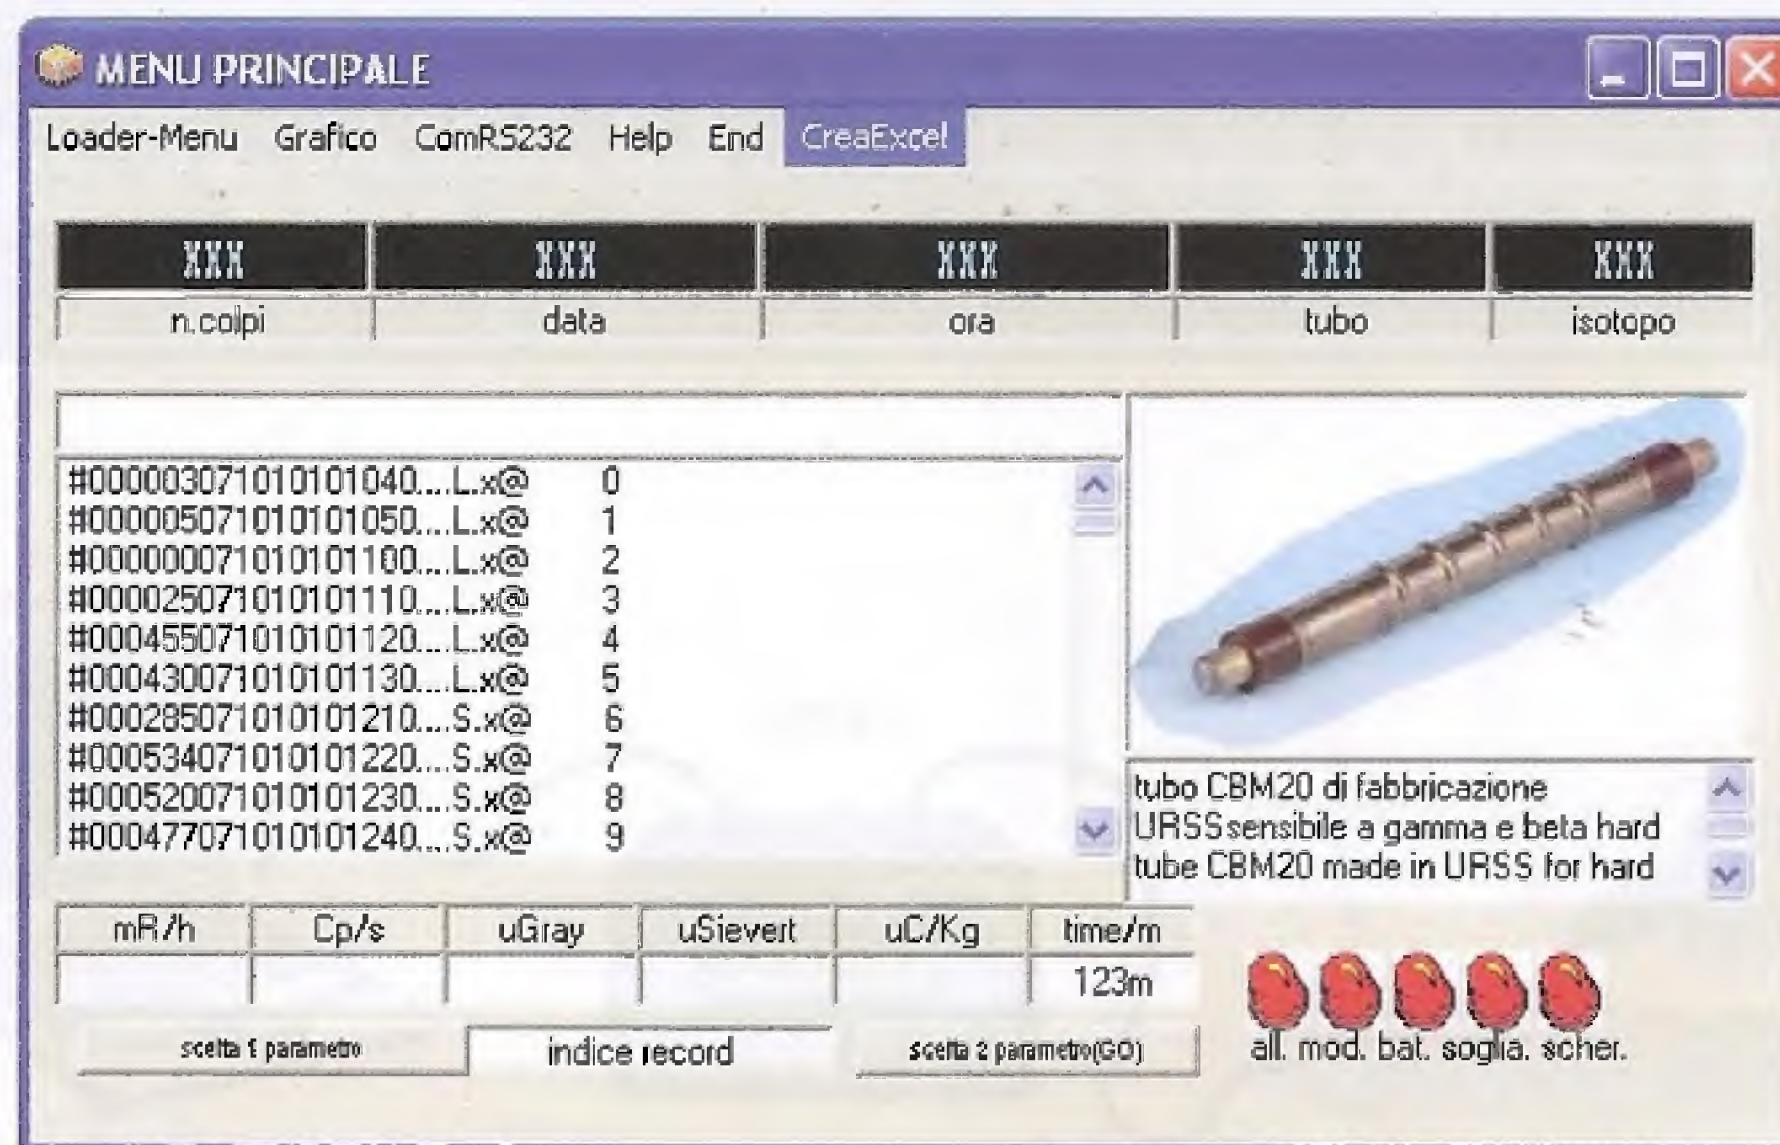 MENU PRINCIPALE
Loader-Menu Grafico ComRS232 Help End CreaExcel
XXX XXX XXX XXX XXX
n.colpi data ora tubo isotopo
#0000030710101010​40....L.x@ 0
#000005071010101050....L.x@ 1
#000000071010101100....L.x@ 2
#000025071010101110....L.x@ 3
#000455071010101120....L.x@ 4
#000430071010101130....L.x@ 5
#000285071010101210....S.x@ 6
#000534071010101220....S.x@ 7
#000520071010101230....S.x@ 8
#000477071010101240....S.x@ 9
tubo CBM20 di fabbricazione
URSS sensibile a gamma e beta hard
tube CBM20 made in URSS for hard
mR/h Cp/s uGray uSievert uC/Kg time/m
123m
scelta 1 parametro indice record scelta 2 parametro(GO)
all. mod. bat. soglia. scher.